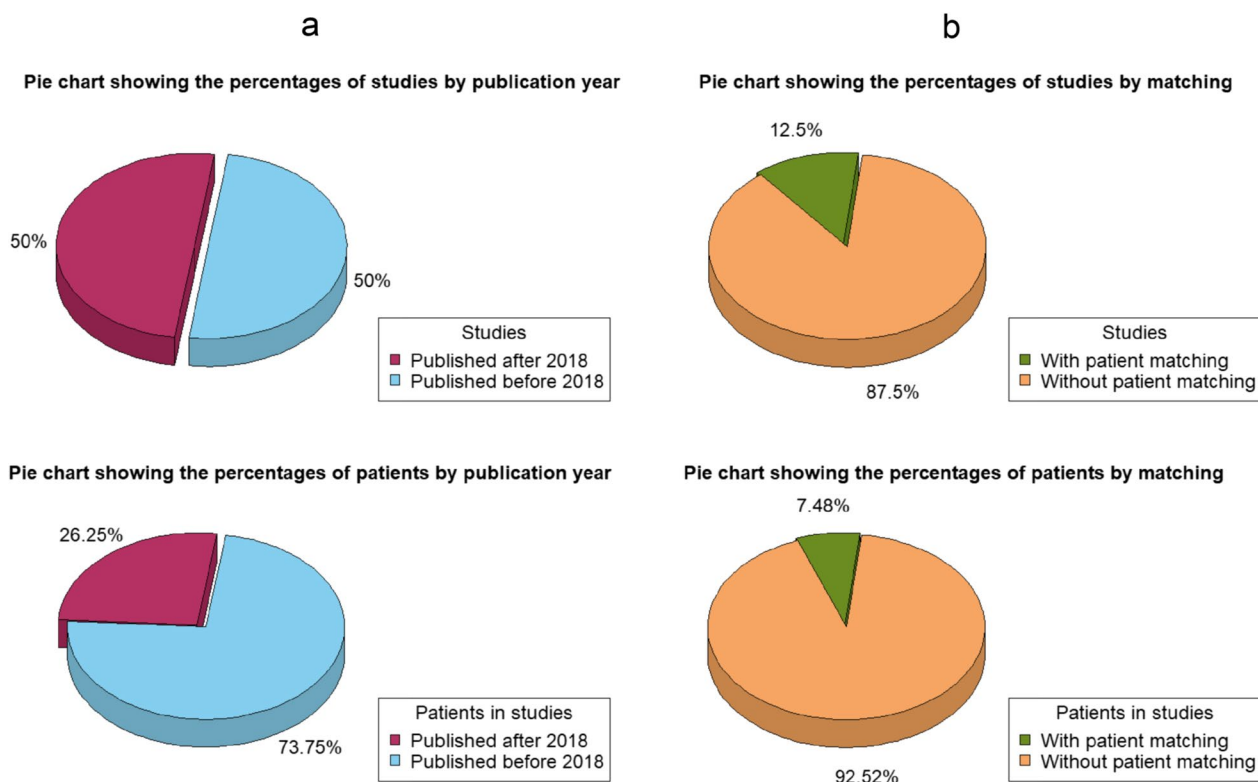 a
Pie chart showing the percentages of studies by publication year
50%
50%
Studies
Published after 2018
Published before 2018
Pie chart showing the percentages of patients by publication year
26.25%
73.75%
Patients in studies
Published after 2018
Published before 2018
b
Pie chart showing the percentages of studies by matching
12.5%
87.5%
Studies
With patient matching
Without patient matching
Pie chart showing the percentages of patients by matching
7.48%
92.52%
Patients in studies
With patient matching
Without patient matching